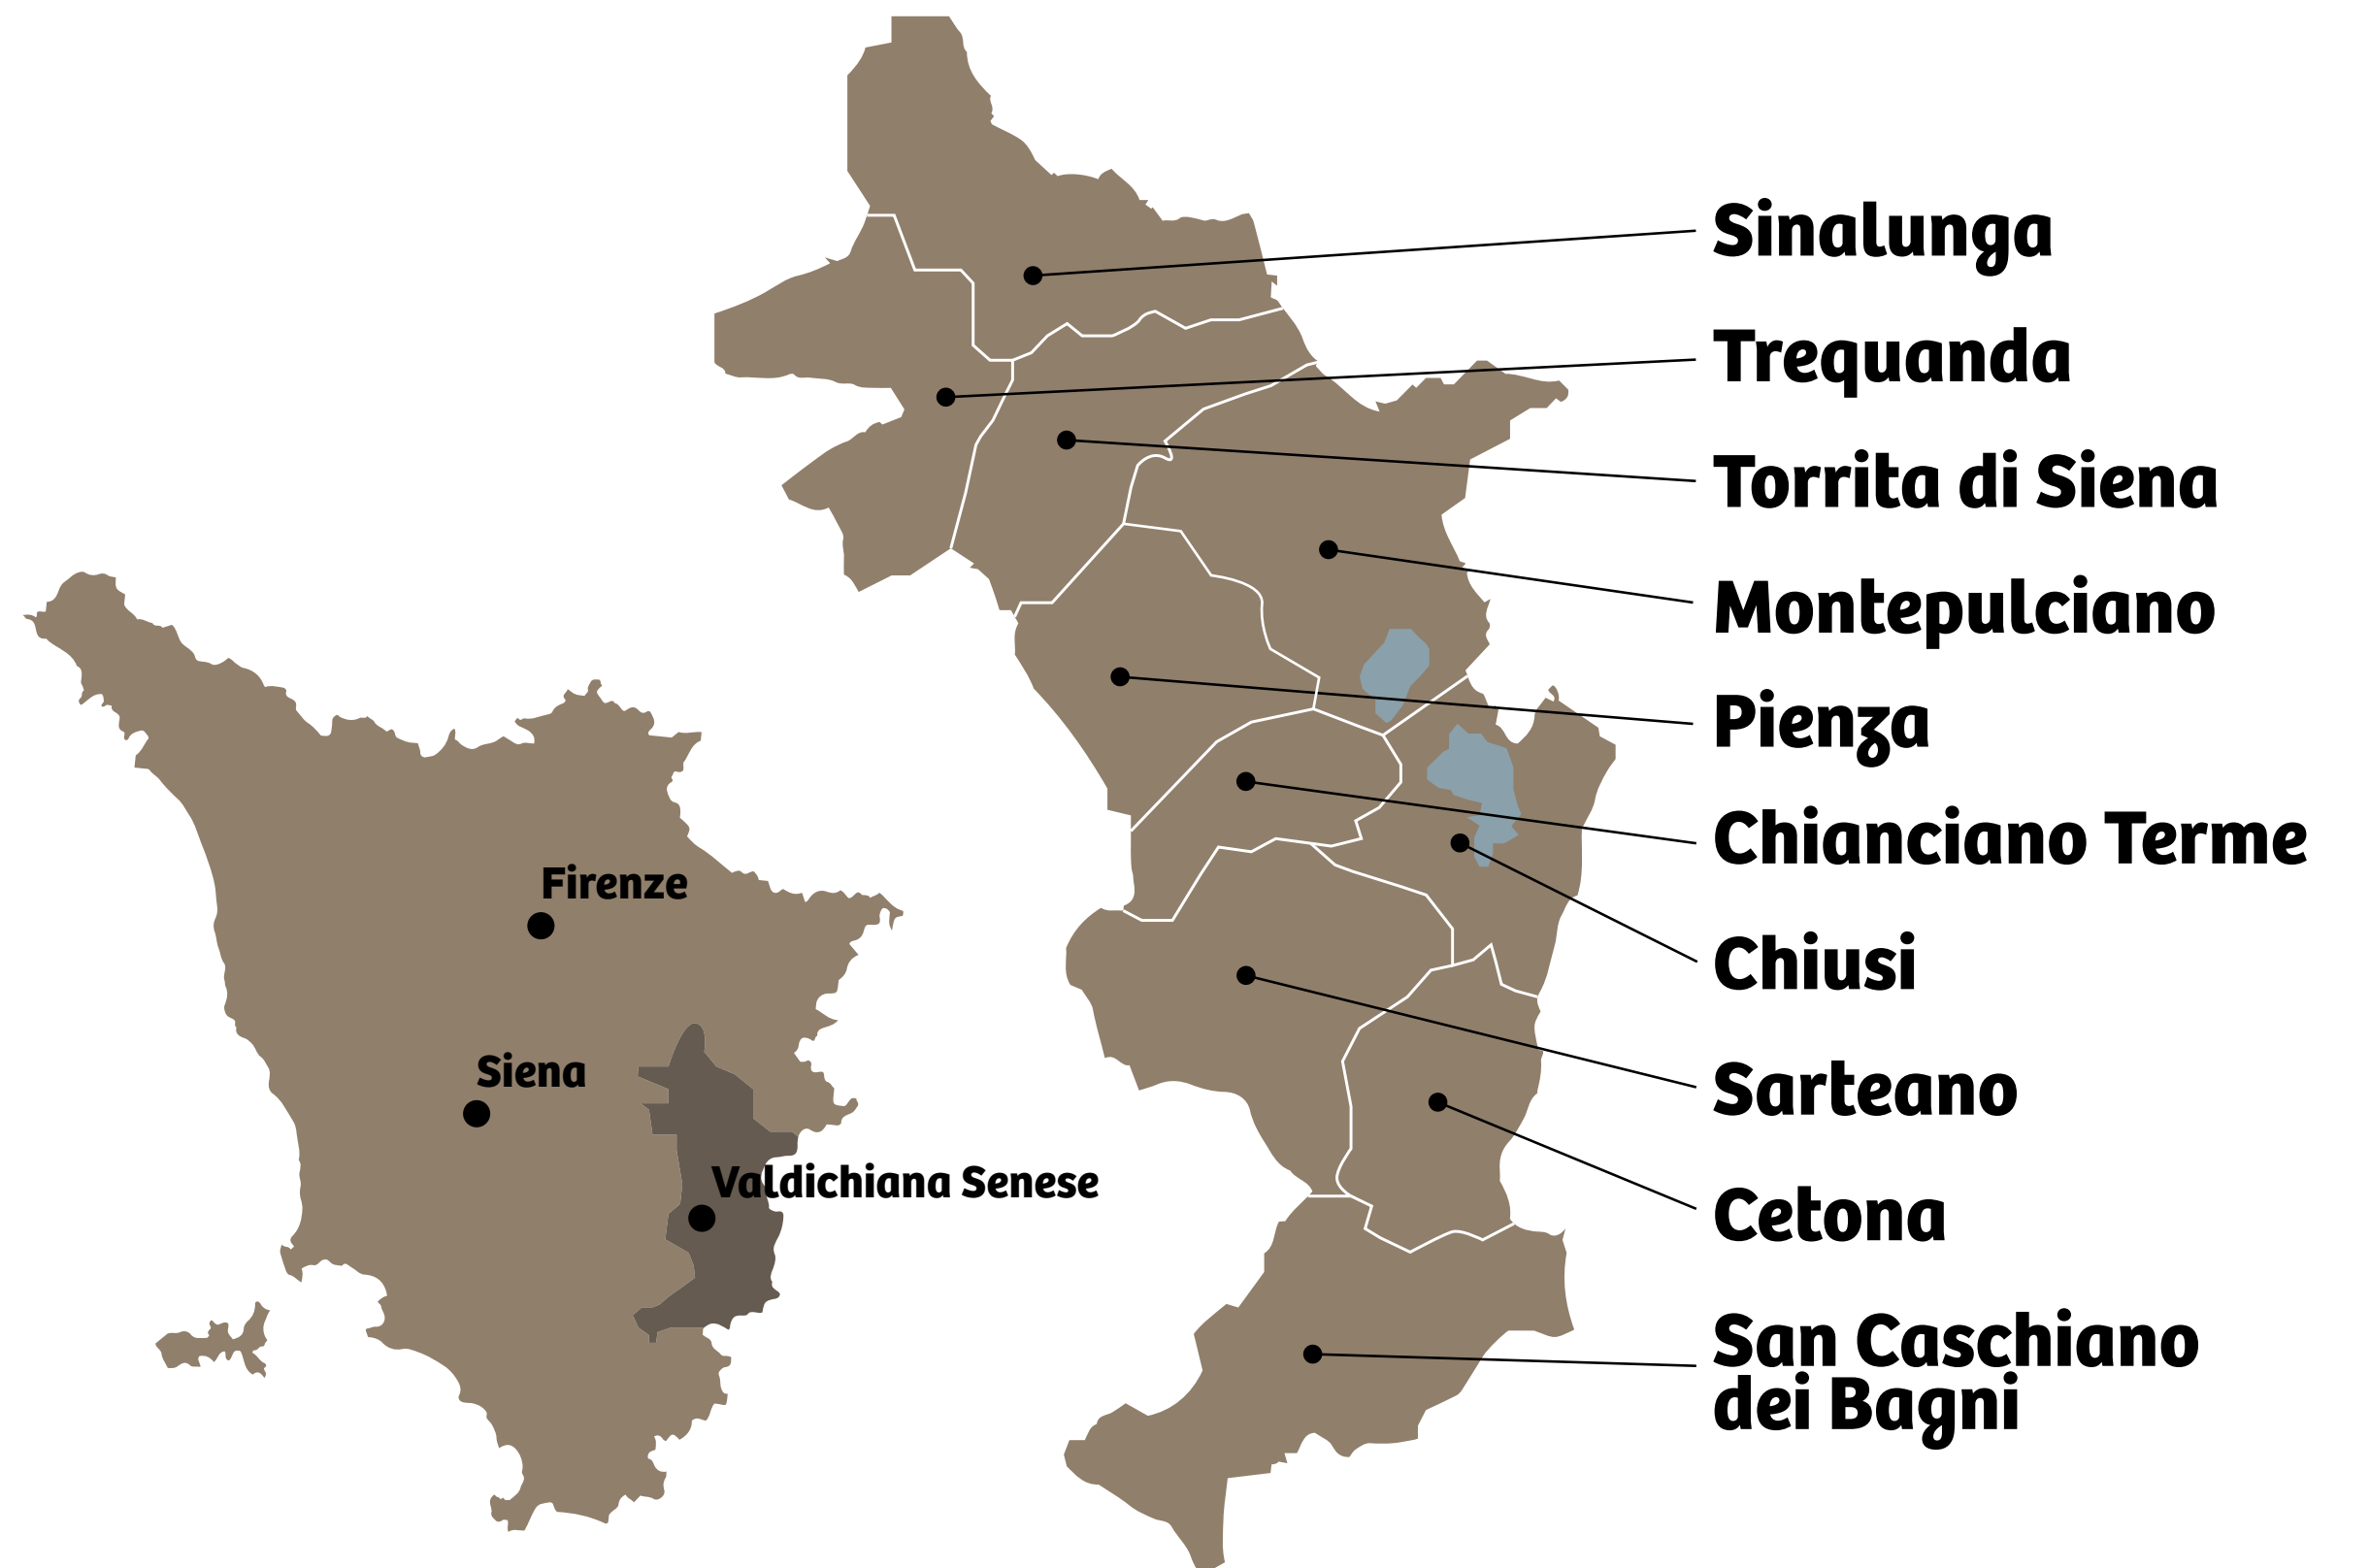 Sinalunga
Trequanda
Torrita di Siena
Montepulciano
Pienza
Chianciano Terme
Chiusi
Sarteano
Cetona
San Caschiano
dei Bagni
Firenze
Siena
Valdichiana Senese